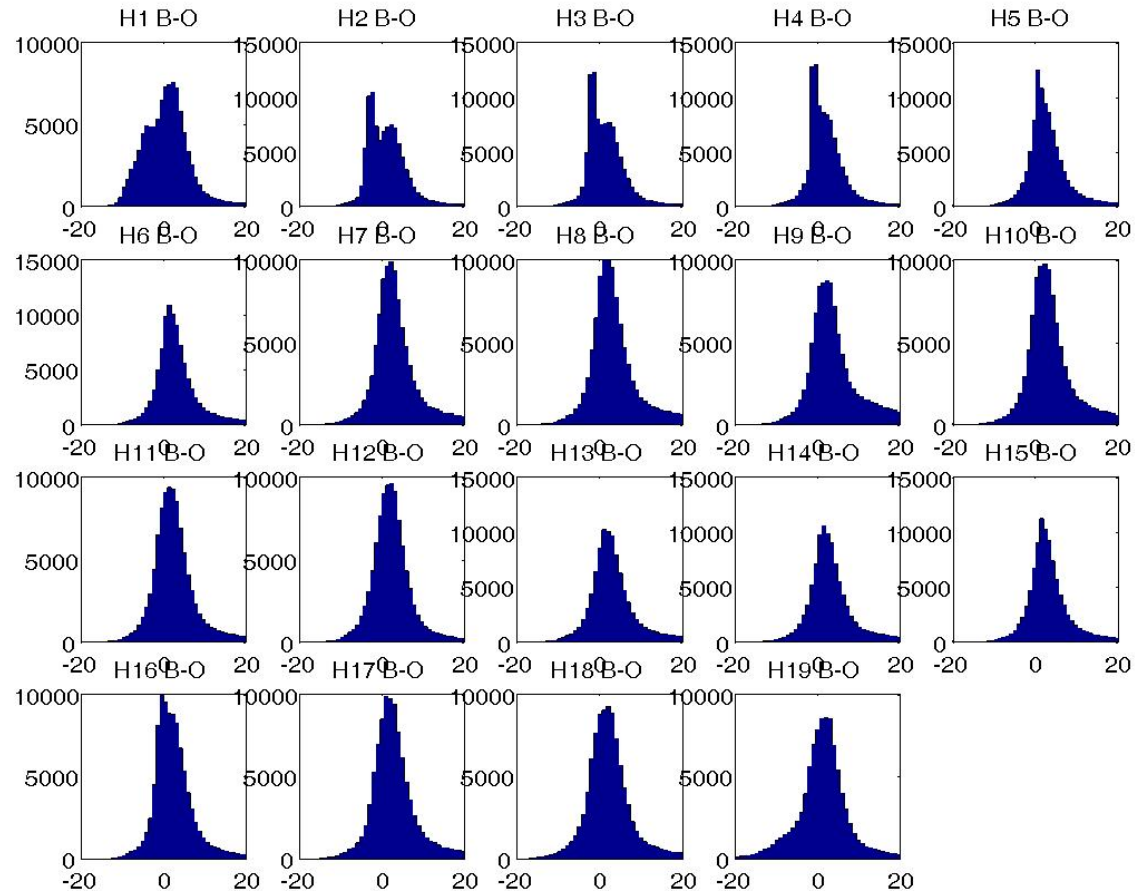 H1 B-O H2 B-O H3 B-O H4 B-O H5 B-O
10000 15000 15000 15000 15000
10000 10000 10000 10000
5000 5000 5000 5000 5000
0 0 0 0 0
-20 0 20 -20 0 20 -20 0 20 -20 0 20 -20 0 20
H6 B-O H7 B-O H8 B-O H9 B-O H10 B-O
15000 10000 10000 10000 10000
10000
5000 5000 5000 5000 5000
0 0 0 0 0
-20 0 20 -20 0 20 -20 0 20 -20 0 20 -20 0 20
H11 B-O H12 B-O H13 B-O H14 B-O H15 B-O
10000 10000 15000 15000 15000
10000 10000 10000
5000 5000 5000 5000 5000
0 0 0 0 0
-20 0 20 -20 0 20 -20 0 20 -20 0 20 -20 0 20
H16 B-O H17 B-O H18 B-O H19 B-O
10000 10000 10000 10000
5000 5000 5000 5000
0 0 0 0
-20 0 20 -20 0 20 -20 0 20 -20 0 20